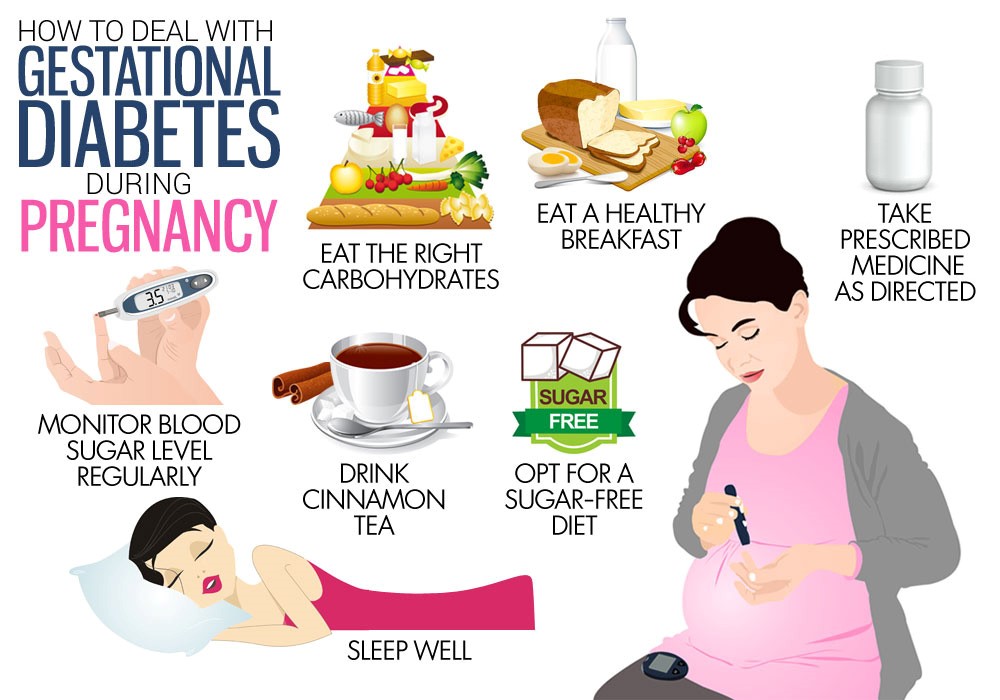 HOW TO DEAL WITH
GESTATIONAL
DIABETES
DURING
PREGNANCY
EAT THE RIGHT
CARBOHYDRATES
EAT A HEALTHY
BREAKFAST
TAKE
PRESCRIBED
MEDICINE
AS DIRECTED
3.5
MONITOR BLOOD
SUGAR LEVEL
REGULARLY
DRINK
CINNAMON
TEA
SUGAR
FREE
OPT FOR A
SUGAR-FREE
DIET
SLEEP WELL